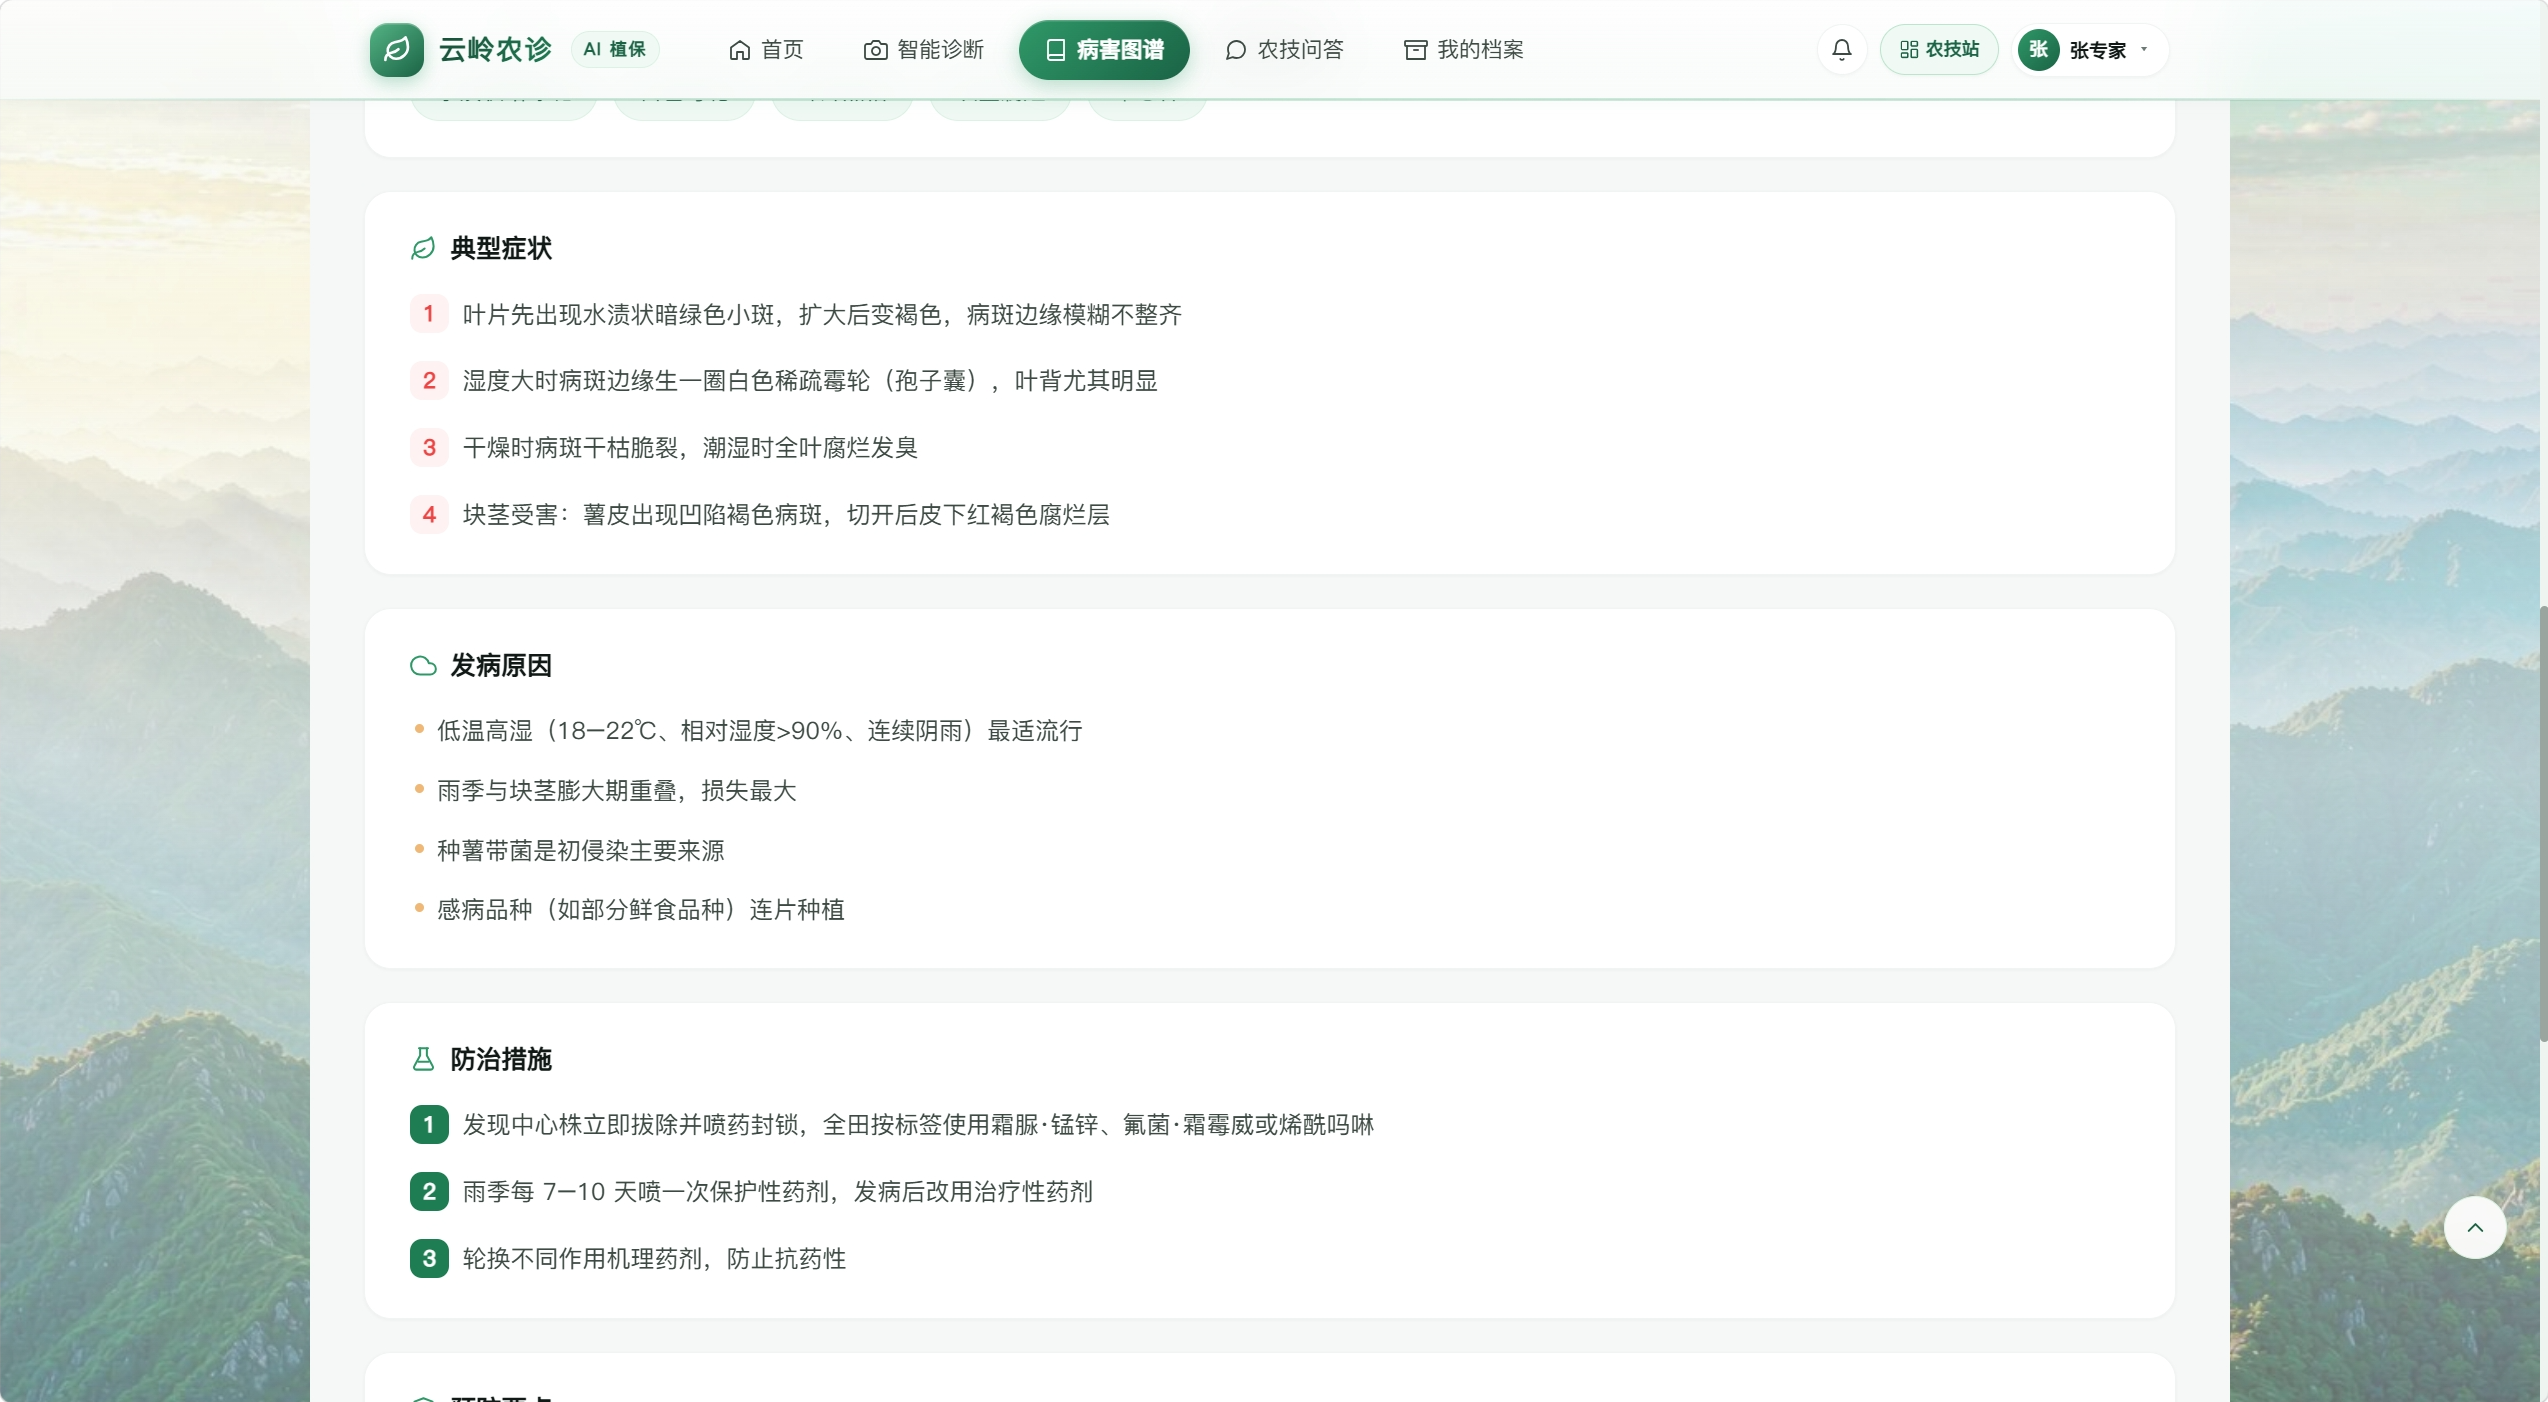 云岭农诊
AI 植保
首页
智能诊断
病害图谱
农技问答
我的档案
农技站
张
张专家
典型症状
1 叶片先出现水渍状暗绿色小斑，扩大后变褐色，病斑边缘模糊不整齐
2 湿度大时病斑边缘生一圈白色稀疏霉轮（孢子囊），叶背尤其明显
3 干燥时病斑干枯脆裂，潮湿时全叶腐烂发臭
4 块茎受害：薯皮出现凹陷褐色病斑，切开后皮下红褐色腐烂层
发病原因
低温高湿（18—22℃、相对湿度>90%、连续阴雨）最适流行
雨季与块茎膨大期重叠，损失最大
种薯带菌是初侵染主要来源
感病品种（如部分鲜食品种）连片种植
防治措施
1 发现中心株立即拔除并喷药封锁，全田按标签使用霜脲·锰锌、氟菌·霜霉威或烯酰吗啉
2 雨季每 7—10 天喷一次保护性药剂，发病后改用治疗性药剂
3 轮换不同作用机理药剂，防止抗药性